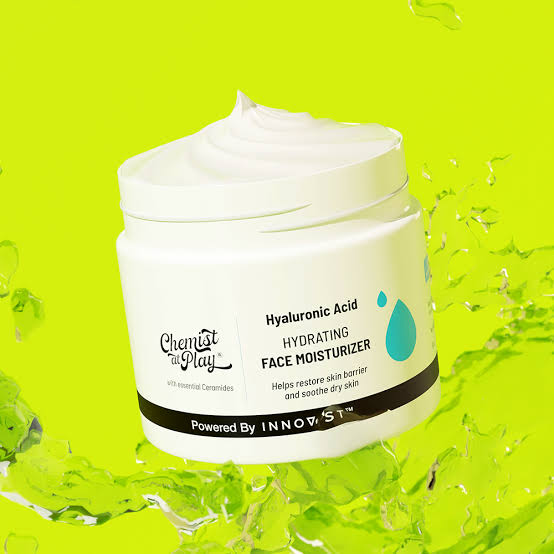 Chemist
at Play®
with essential Ceramides
Hyaluronic Acid
HYDRATING
FACE MOISTURIZER
Helps restore skin barrier
and soothe dry skin
Powered By INNOVIST™